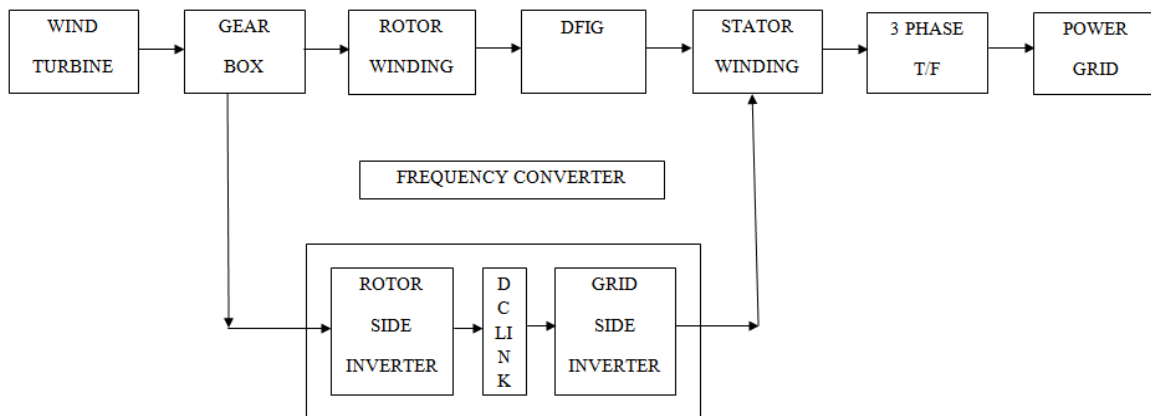 WIND
TURBINE
GEAR
BOX
ROTOR
WINDING
DFIG
STATOR
WINDING
3 PHASE
T/F
POWER
GRID
FREQUENCY CONVERTER
ROTOR
SIDE
INVERTER
D
C
LI
N
K
GRID
SIDE
INVERTER